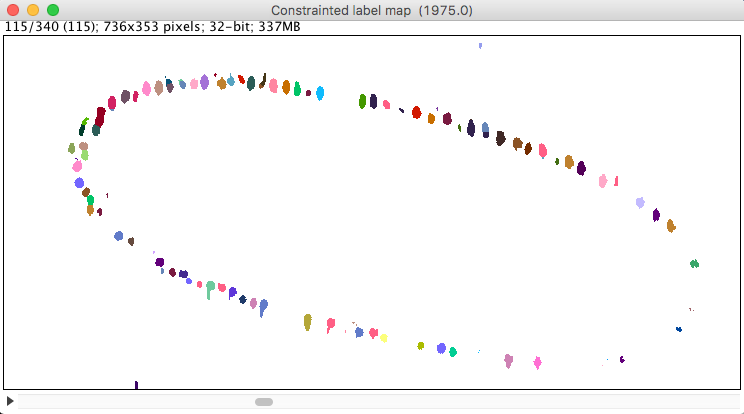 Constrainted label map (1975.0)
115/340 (115); 736x353 pixels; 32-bit; 337MB